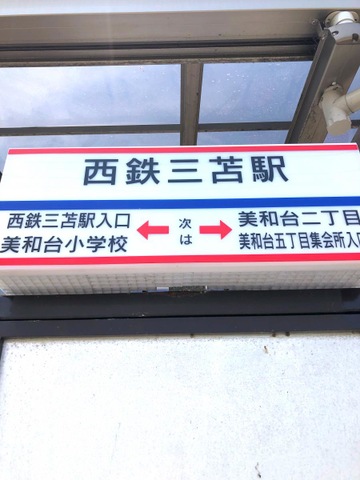 西鉄三苫駅
西鉄三苫駅入口
美和台小学校
次は
美和台二丁目
美和台五丁目集会所入口